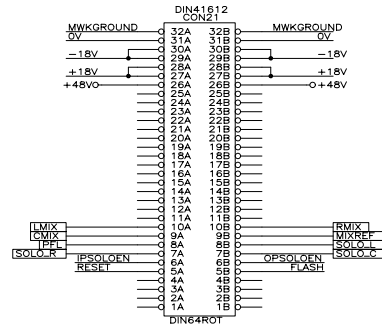 DIN41612
CON21
MWKGROUND 32A 32B MWKGROUND
0V 31A 31B 0V
30A 30B
-18V 29A 29B -18V
28A 28B
+18V 27A 27B +18V
+48V 26A 26B +48V
25A 25B
24A 24B
23A 23B
22A 22B
21A 21B
20A 20B
19A 19B
18A 18B
17A 17B
16A 16B
15A 15B
14A 14B
13A 13B
12A 12B
11A 11B
LMIX 10A 10B RMIX
CMIX 9A 9B MIXREF
IPFL 8A 8B SOLO_L
SOLO_R 7A 7B SOLO_C
IPSOLOEN 6A 6B OPSOLOEN
RESET 5A 5B FLASH
4A 4B
3A 3B
2A 2B
1A 1B
DIN64ROT